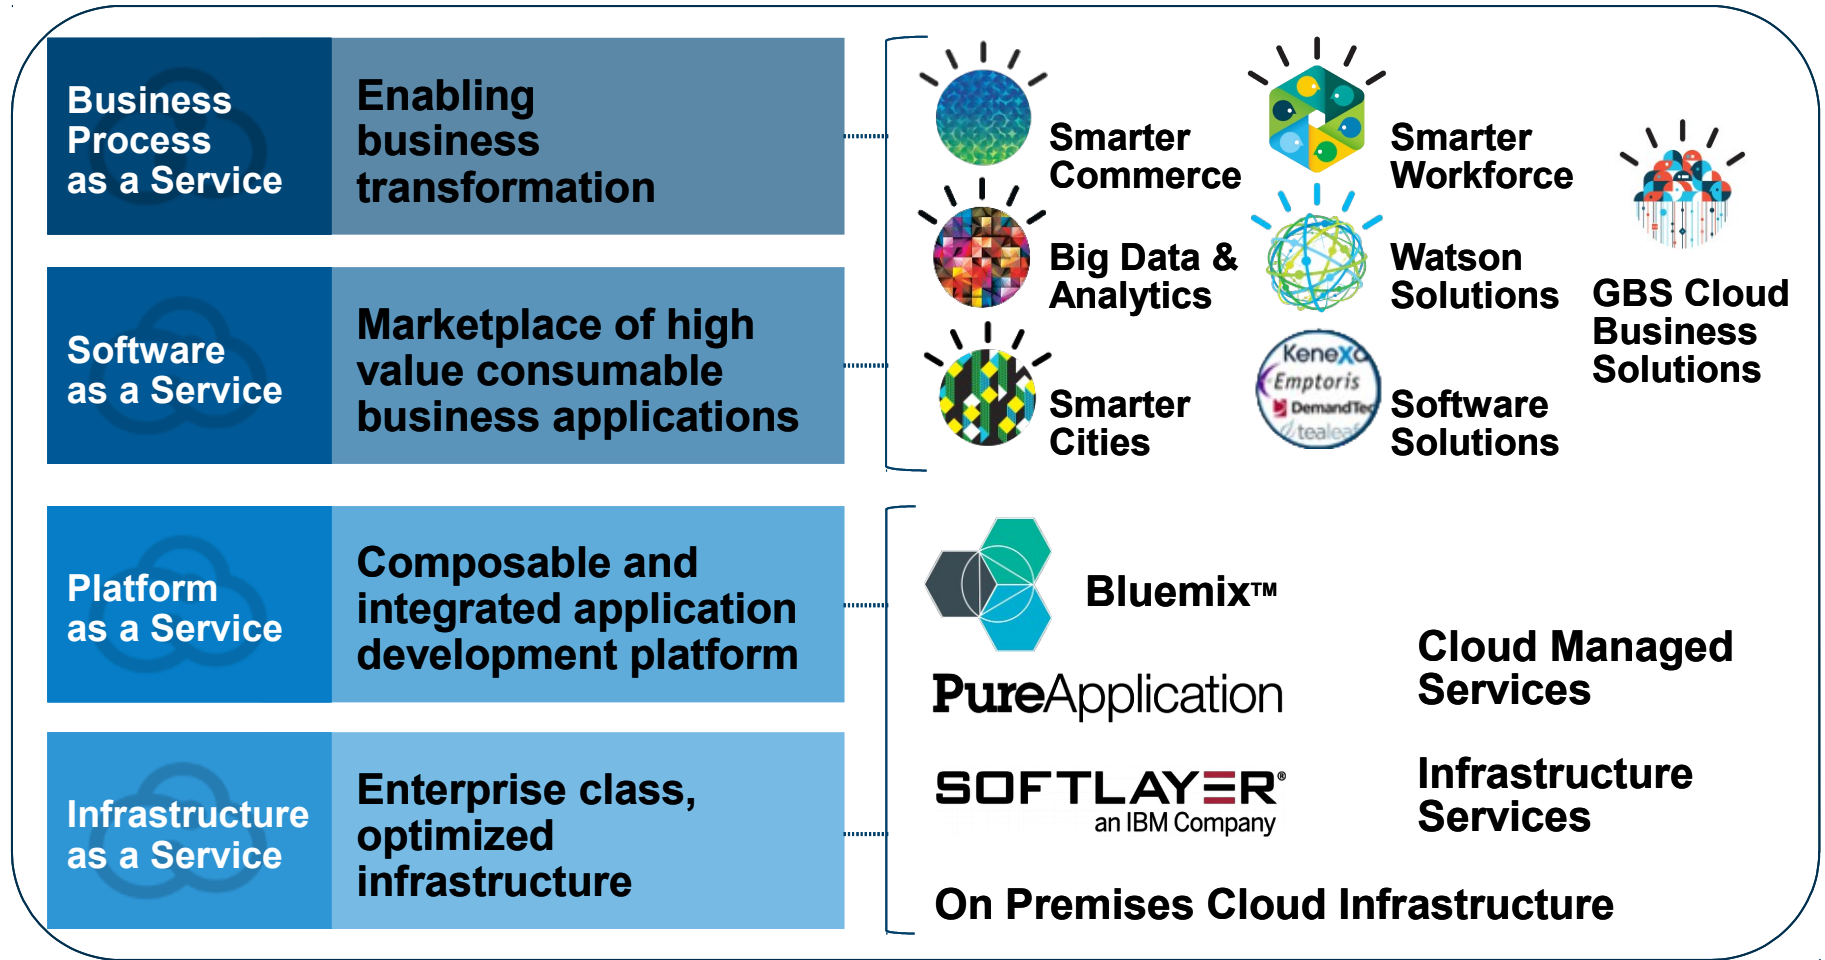 Business
Process
as a Service
Enabling
business
transformation
Software
as a Service
Marketplace of high
value consumable
business applications
Platform
as a Service
Composable and
integrated application
development platform
Infrastructure
as a Service
Enterprise class,
optimized
infrastructure
Smarter
Commerce
Smarter
Workforce
Big Data &
Analytics
Watson
Solutions
GBS Cloud
Business
Solutions
Smarter
Cities
Kenexa
Emptoris
DemandTec
tealeaf
Software
Solutions
Bluemix™
PureApplication
Cloud Managed
Services
SOFTLAYER®
an IBM Company
Infrastructure
Services
On Premises Cloud Infrastructure